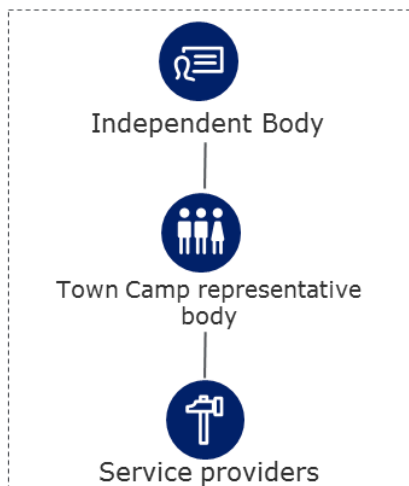 Independent Body
Town Camp representative
body
Service providers